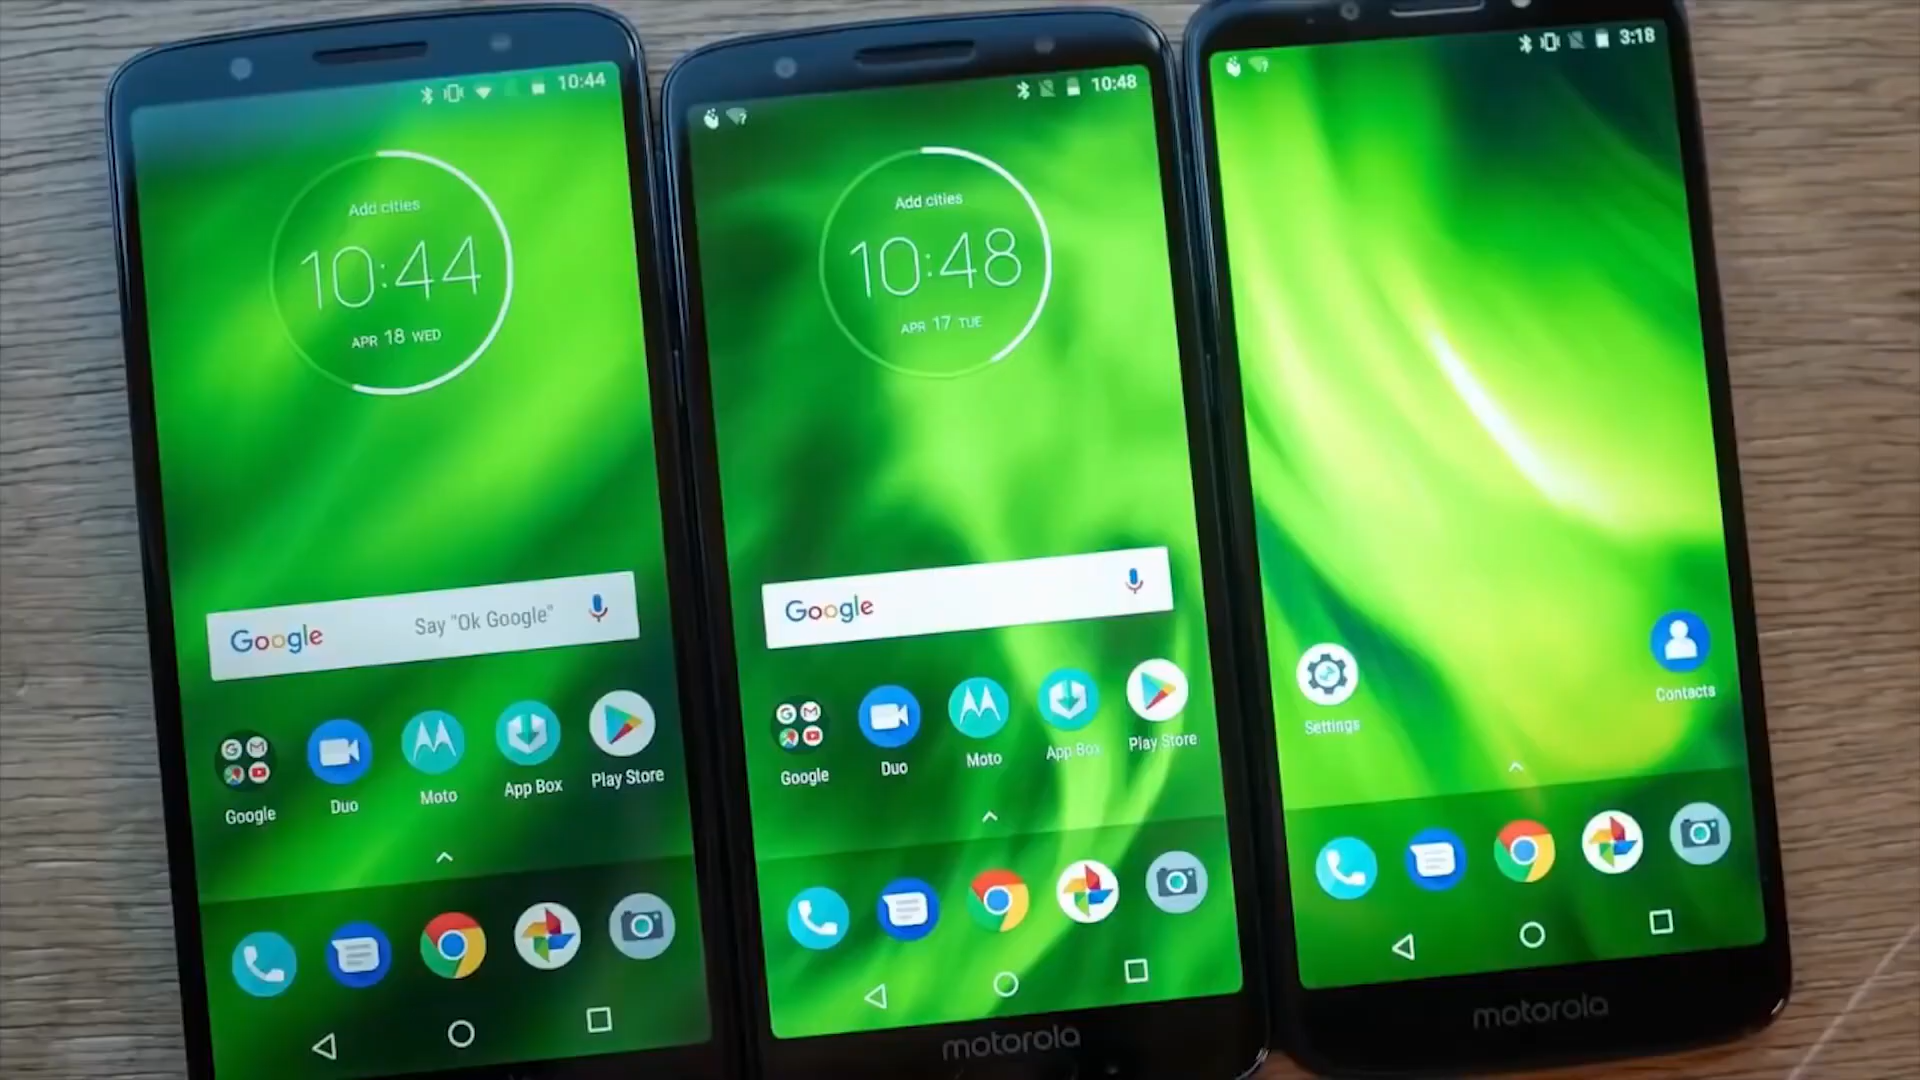 10:44
Add cities
10:44
APR 18 WED
Google Say "Ok Google"
Google
Duo
Moto
App Box
Play Store
10:48
Add cities
10:48
APR 17 TUE
Google
Google
Duo
Moto
App Box
Play Store
motorola
3:18
Settings
Contacts
motorola